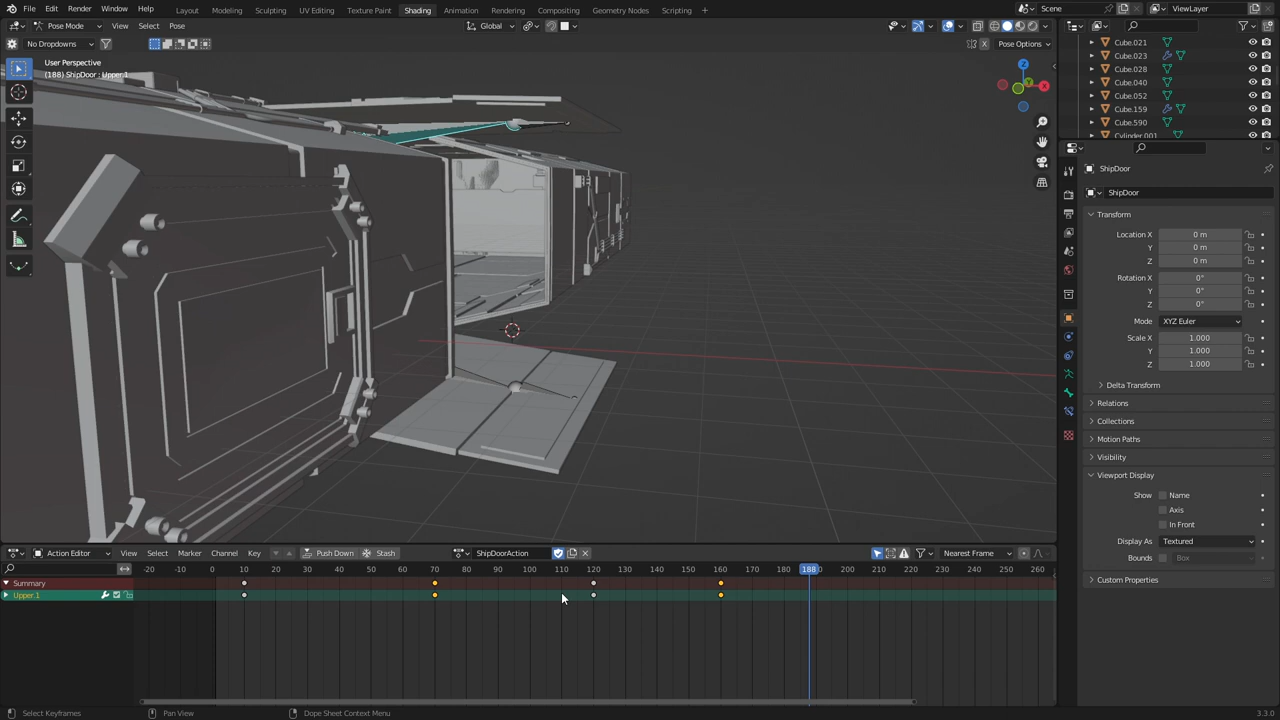 File Edit Render Window Help Layout Modeling Sculpting UV Editing Texture Paint Shading Animation Rendering Compositing Geometry Nodes Scripting Scene ViewLayer
Pose Mode View Select Pose Global
No Dropdowns X Pose Options
User Perspective
(188) ShipDoor : Upper.1
Z
X
Y
Cube.021
Cube.023
Cube.028
Cube.040
Cube.052
Cube.159
Cube.590
Cylinder.001
ShipDoor
ShipDoor
Transform
Location X 0 m
Y 0 m
Z 0 m
Rotation X 0°
Y 0°
Z 0°
Mode XYZ Euler
Scale X 1.000
Y 1.000
Z 1.000
Delta Transform
Relations
Collections
Motion Paths
Visibility
Viewport Display
Show Name
Axis
In Front
Display As Textured
Bounds Box
Custom Properties
Action Editor View Select Marker Channel Key Push Down Stash ShipDoorAction Nearest Frame
-20 -10 0 10 20 30 40 50 60 70 80 90 100 110 120 130 140 150 160 170 180 188 200 210 220 230 240 250 260
Summary
Upper.1
Select Keyframes Pan View Dope Sheet Context Menu 3.3.0